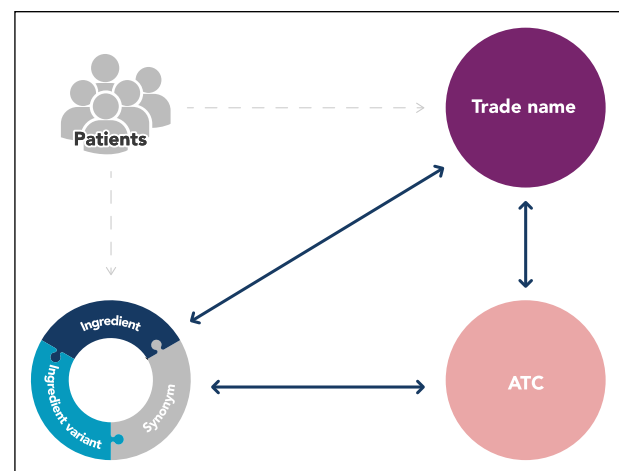 Patients
Trade name
Ingredient
Ingredient variant
Synonym
ATC